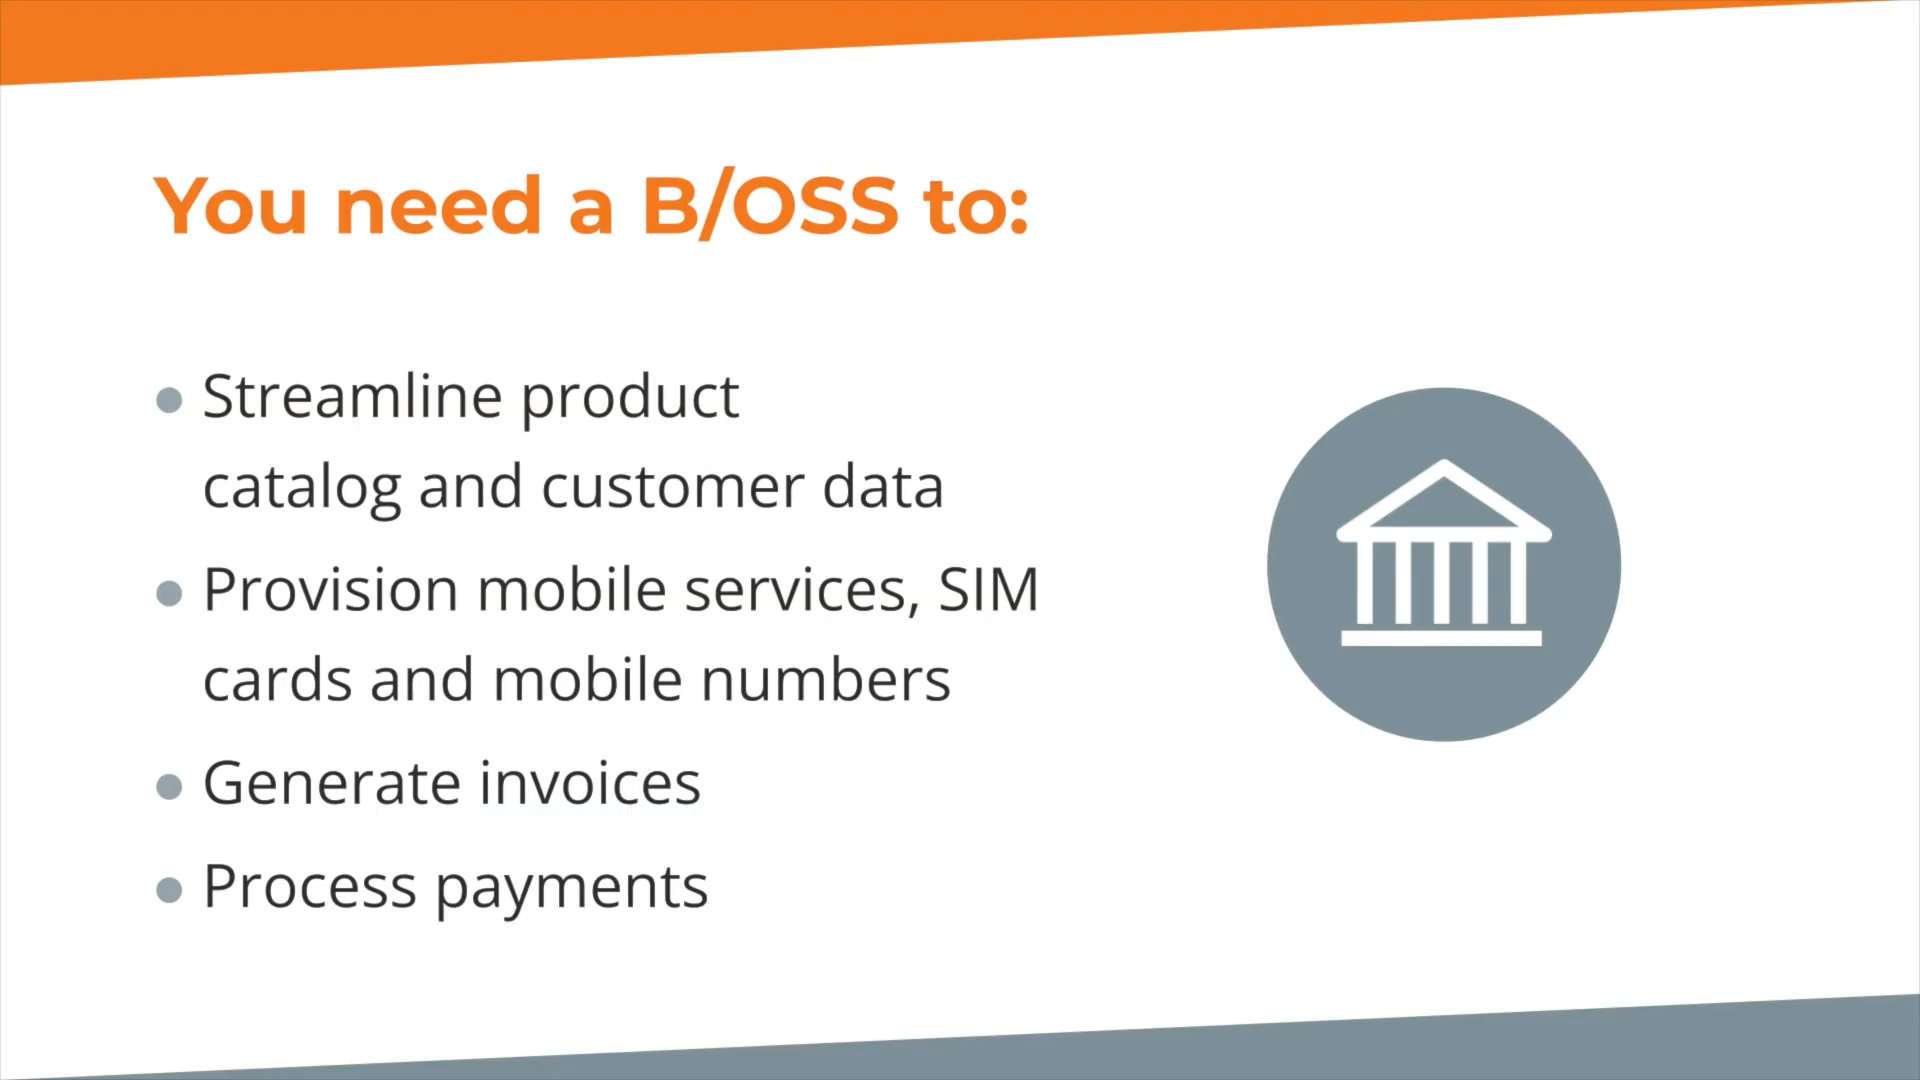 You need a B/OSS to:
Streamline product
catalog and customer data
Provision mobile services, SIM
cards and mobile numbers
Generate invoices
Process payments